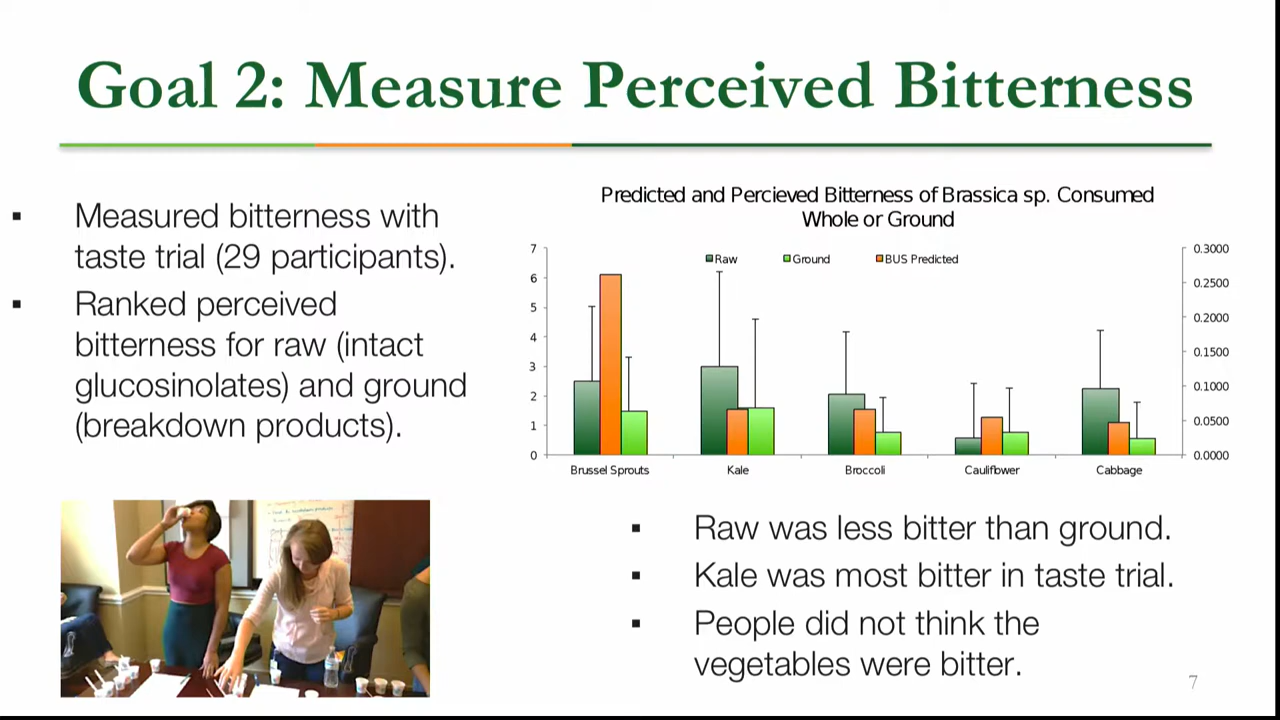 Goal 2: Measure Perceived Bitterness
▪ Measured bitterness with
taste trial (29 participants).
▪ Ranked perceived
bitterness for raw (intact
glucosinolates) and ground
(breakdown products).
Predicted and Percieved Bitterness of Brassica sp. Consumed
Whole or Ground
Raw Ground BUS Predicted
7 0.3000
6 0.2500
5 0.2000
4 0.1500
3 0.1000
2 0.0500
1 0.0000
0
Brussel Sprouts Kale Broccoli Cauliflower Cabbage
▪ Raw was less bitter than ground.
▪ Kale was most bitter in taste trial.
▪ People did not think the
vegetables were bitter.
7